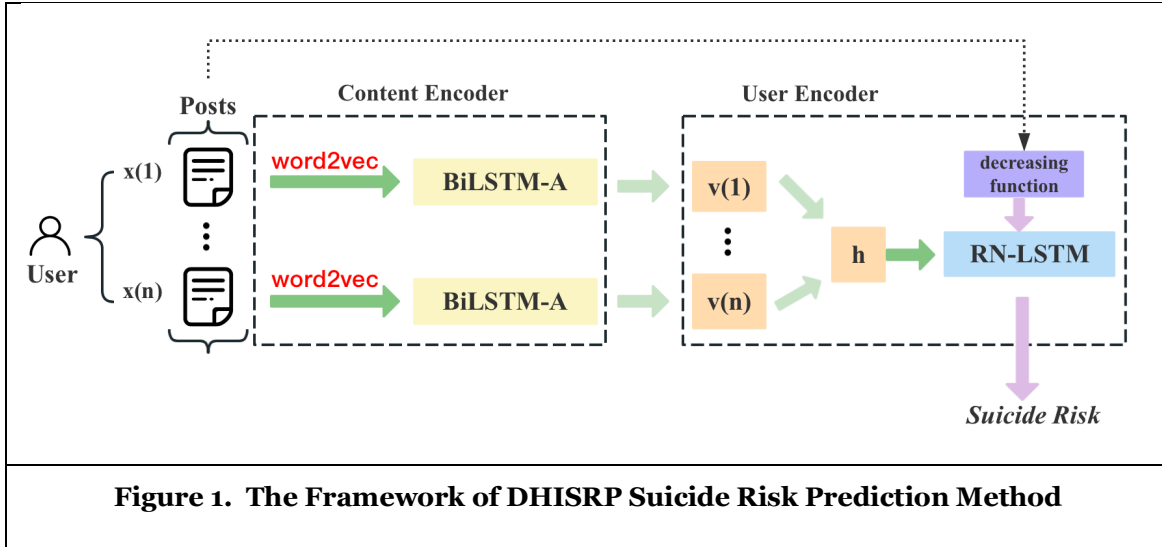 Posts
Content Encoder
User Encoder
x(1)
word2vec
BiLSTM-A
v(1)
decreasing
function
User
h
RN-LSTM
x(n)
word2vec
BiLSTM-A
v(n)
Suicide Risk
Figure 1. The Framework of DHISRP Suicide Risk Prediction Method